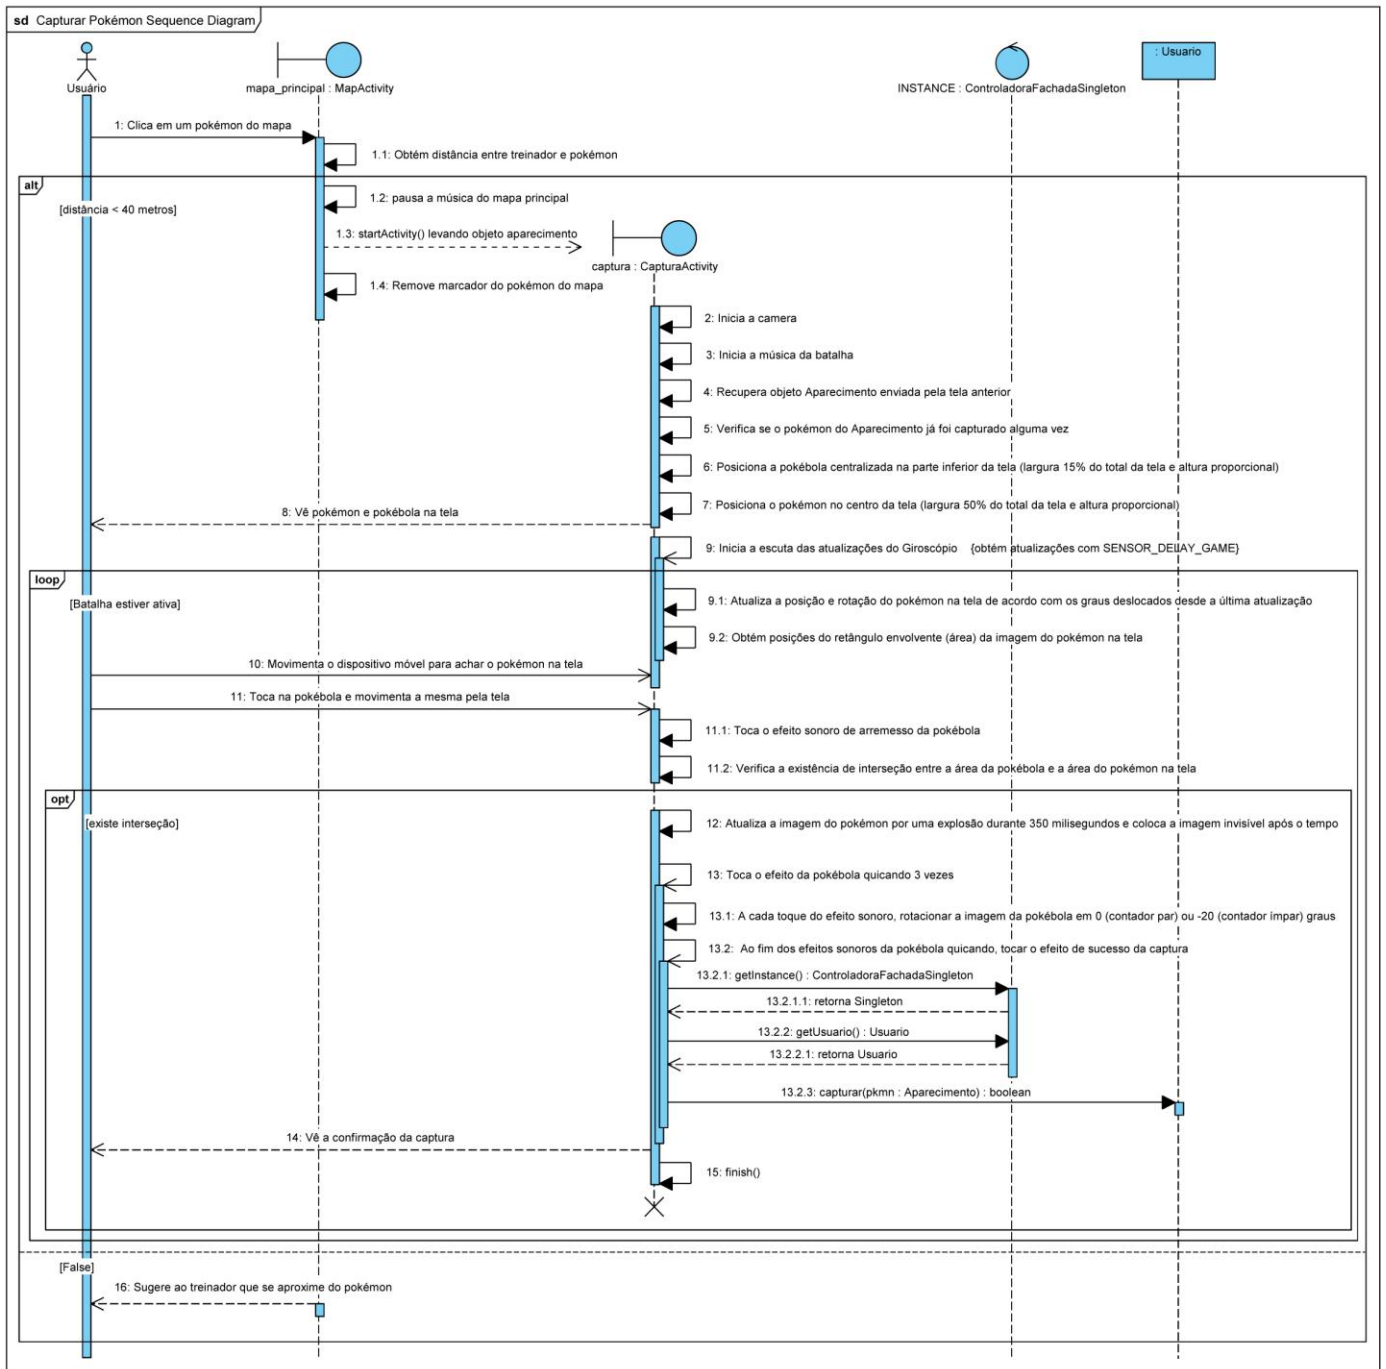 sd Capturar Pokémon Sequence Diagram
Usuário
mapa_principal : MapActivity
INSTANCE : ControladoraFachadaSingleton
: Usuario
1: Clica em um pokémon do mapa
1.1: Obtém distância entre treinador e pokémon
alt
[distância < 40 metros]
1.2: pausa a música do mapa principal
1.3: startActivity() levando objeto aparecimento
captura : CapturaActivity
1.4: Remove marcador do pokémon do mapa
2: Inicia a camera
3: Inicia a música da batalha
4: Recupera objeto Aparecimento enviada pela tela anterior
5: Verifica se o pokémon do Aparecimento já foi capturado alguma vez
6: Posiciona a pokébola centralizada na parte inferior da tela (largura 15% do total da tela e altura proporcional)
7: Posiciona o pokémon no centro da tela (largura 50% do total da tela e altura proporcional)
8: Vê pokémon e pokébola na tela
9: Inicia a escuta das atualizações do Giroscópio {obtém atualizações com SENSOR_DELAY_GAME}
loop
[Batalha estiver ativa]
9.1: Atualiza a posição e rotação do pokémon na tela de acordo com os graus deslocados desde a última atualização
9.2: Obtém posições do retângulo envolvente (área) da imagem do pokémon na tela
10: Movimenta o dispositivo móvel para achar o pokémon na tela
11: Toca na pokébola e movimenta a mesma pela tela
11.1: Toca o efeito sonoro de arremesso da pokébola
11.2: Verifica a existência de interseção entre a área da pokébola e a área do pokémon na tela
opt
[existe interseção]
12: Atualiza a imagem do pokémon por uma explosão durante 350 milisegundos e coloca a imagem invisível após o tempo
13: Toca o efeito da pokébola quicando 3 vezes
13.1: A cada toque do efeito sonoro, rotacionar a imagem da pokébola em 0 (contador par) ou -20 (contador ímpar) graus
13.2: Ao fim dos efeitos sonoros da pokébola quicando, tocar o efeito de sucesso da captura
13.2.1: getInstance() : ControladoraFachadaSingleton
13.2.1.1: retorna Singleton
13.2.2: getUsuario() : Usuario
13.2.2.1: retorna Usuario
13.2.3: capturar(pkmn : Aparecimento) : boolean
14: Vê a confirmação da captura
15: finish()
[False]
16: Sugere ao treinador que se aproxime do pokémon